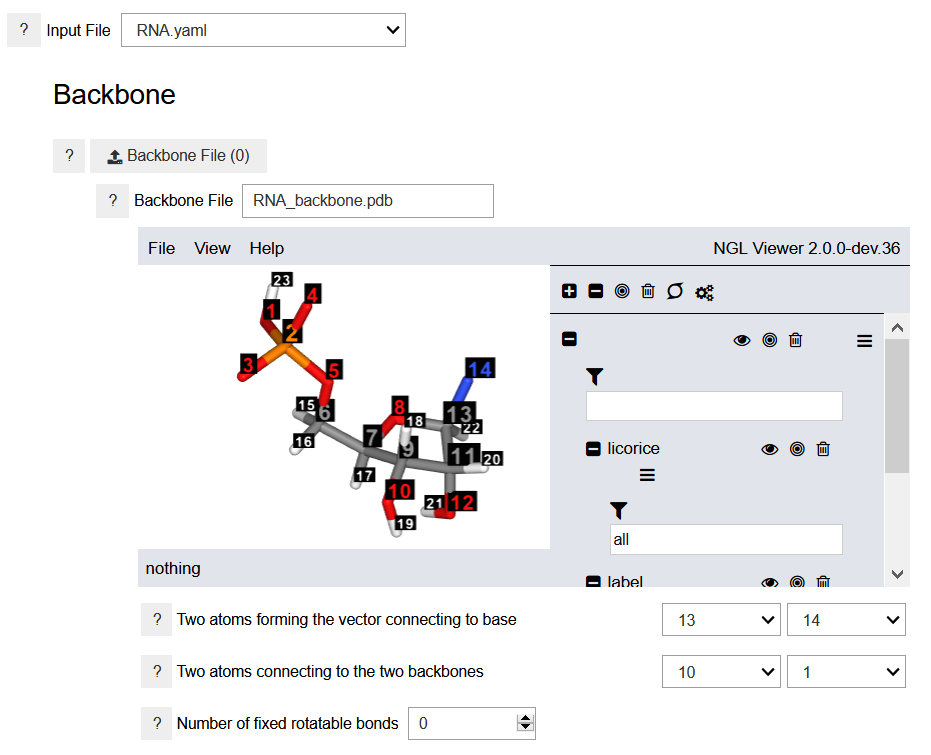 ? Input File RNA.yaml
Backbone
? Backbone File (0)
? Backbone File RNA_backbone.pdb
File View Help NGL Viewer 2.0.0-dev.36
23
4
1
2
3
5
14
15
6
8
18
13
22
16
7
9
11
20
17
10
21
12
19
licorice
all
nothing
label
? Two atoms forming the vector connecting to base 13 14
? Two atoms connecting to the two backbones 10 1
? Number of fixed rotatable bonds 0